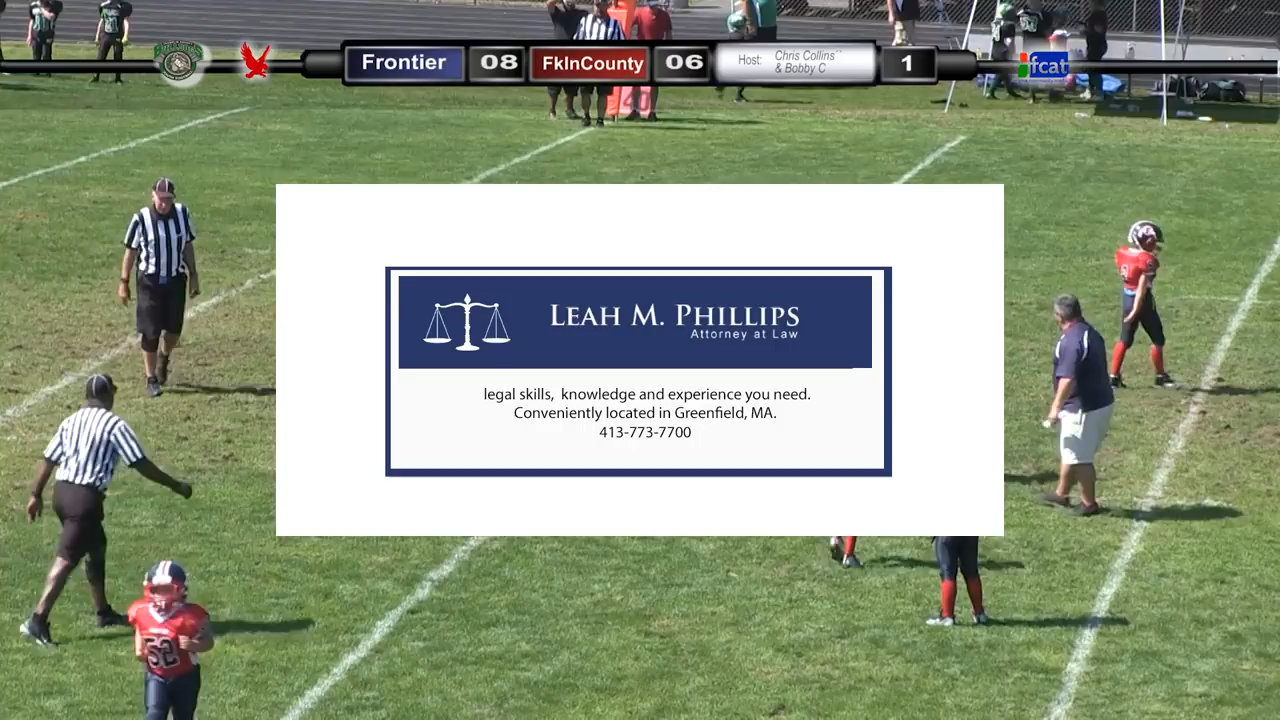 Frontier 08 FklnCounty 06 Host: Chris Collins`` & Bobby C 1 fcat
LEAH M. PHILLIPS
Attorney at Law
legal skills, knowledge and experience you need.
Conveniently located in Greenfield, MA.
413-773-7700
52